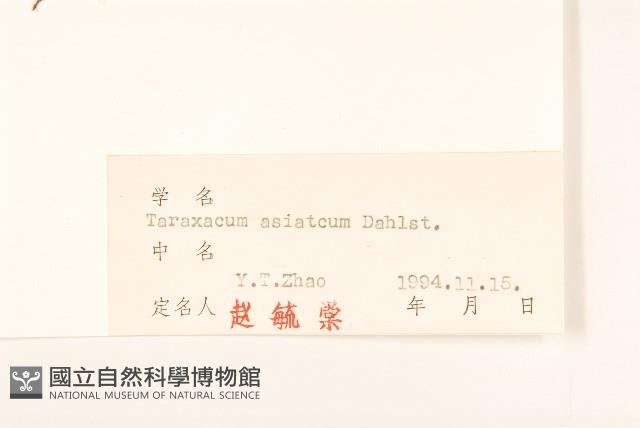 学 名
Taraxacum asiatcum Dahlst.
中 名
Y.T.Zhao 1994.11.15.
定名人 赵毓棠 年 月 日
國立自然科學博物館
NATIONAL MUSEUM OF NATURAL SCIENCE